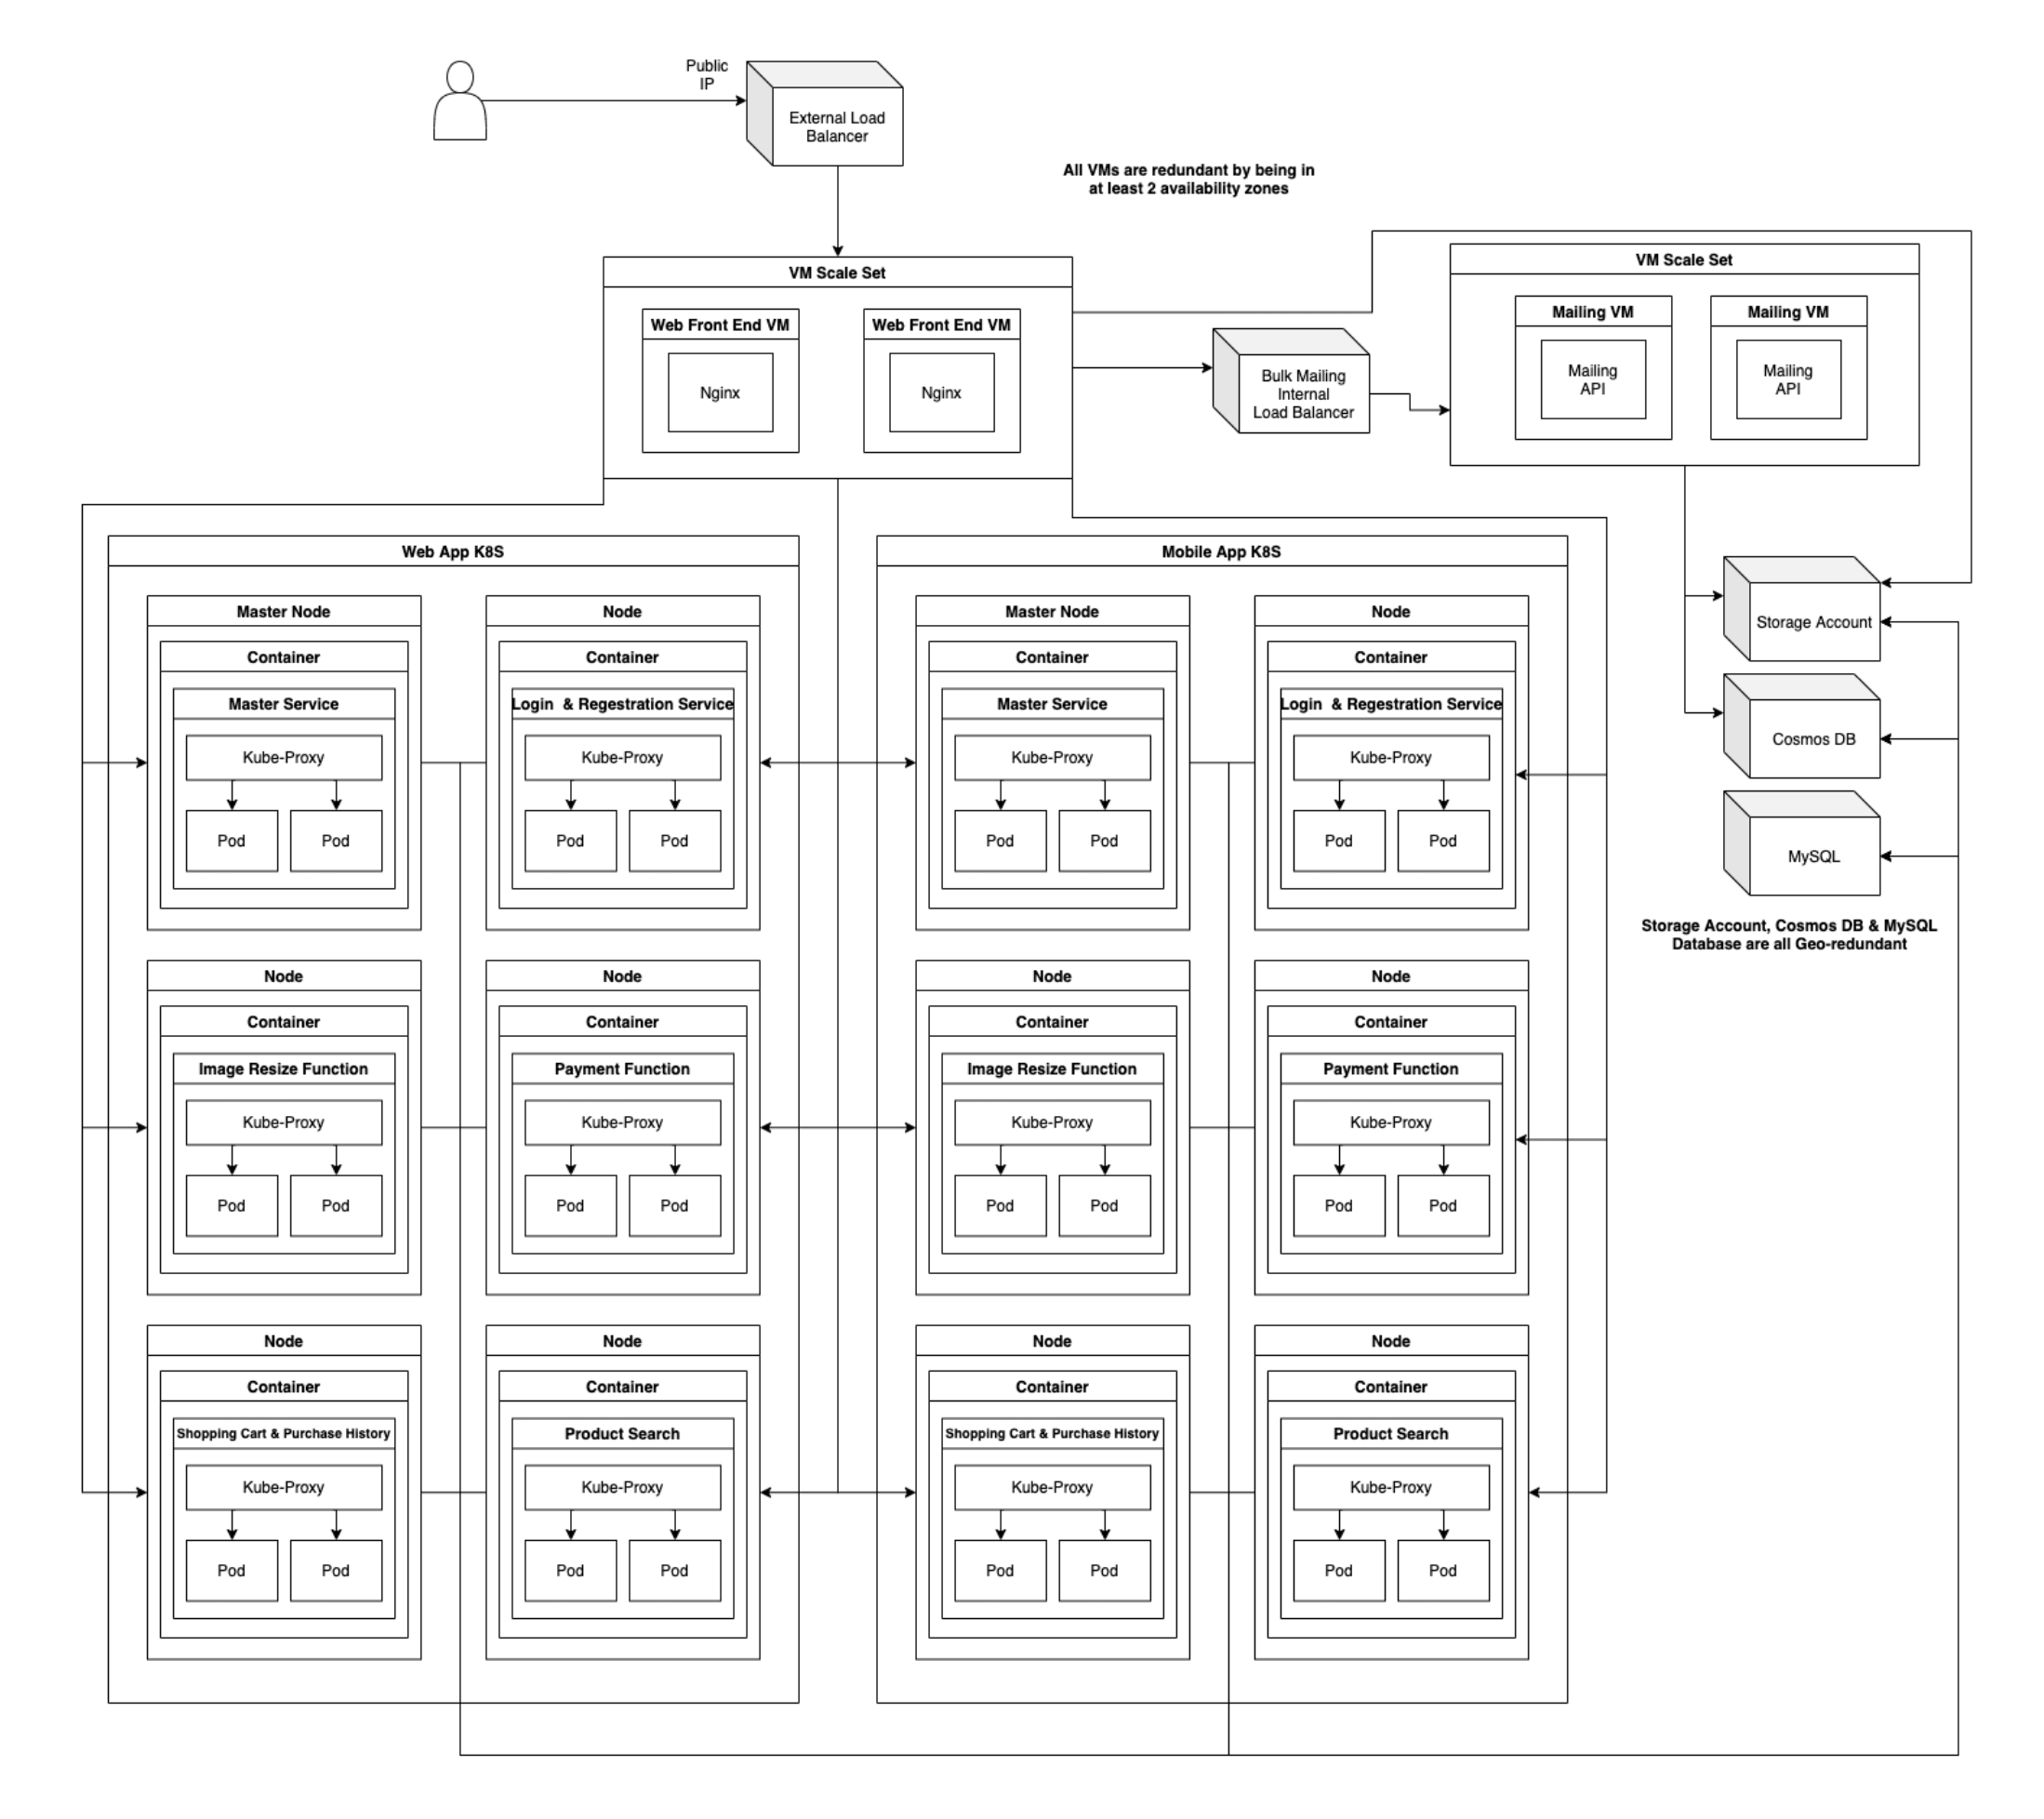 Public
IP
External Load
Balancer
All VMs are redundant by being in
at least 2 availability zones
VM Scale Set
Web Front End VM
Nginx
Web Front End VM
Nginx
Bulk Mailing
Internal
Load Balancer
VM Scale Set
Mailing VM
Mailing
API
Mailing VM
Mailing
API
Web App K8S
Master Node
Container
Master Service
Kube-Proxy
Pod
Pod
Node
Container
Login & Regestration Service
Kube-Proxy
Pod
Pod
Node
Container
Image Resize Function
Kube-Proxy
Pod
Pod
Node
Container
Payment Function
Kube-Proxy
Pod
Pod
Node
Container
Shopping Cart & Purchase History
Kube-Proxy
Pod
Pod
Node
Container
Product Search
Kube-Proxy
Pod
Pod
Mobile App K8S
Master Node
Container
Master Service
Kube-Proxy
Pod
Pod
Node
Container
Login & Regestration Service
Kube-Proxy
Pod
Pod
Node
Container
Image Resize Function
Kube-Proxy
Pod
Pod
Node
Container
Payment Function
Kube-Proxy
Pod
Pod
Node
Container
Shopping Cart & Purchase History
Kube-Proxy
Pod
Pod
Node
Container
Product Search
Kube-Proxy
Pod
Pod
Storage Account
Cosmos DB
MySQL
Storage Account, Cosmos DB & MySQL
Database are all Geo-redundant